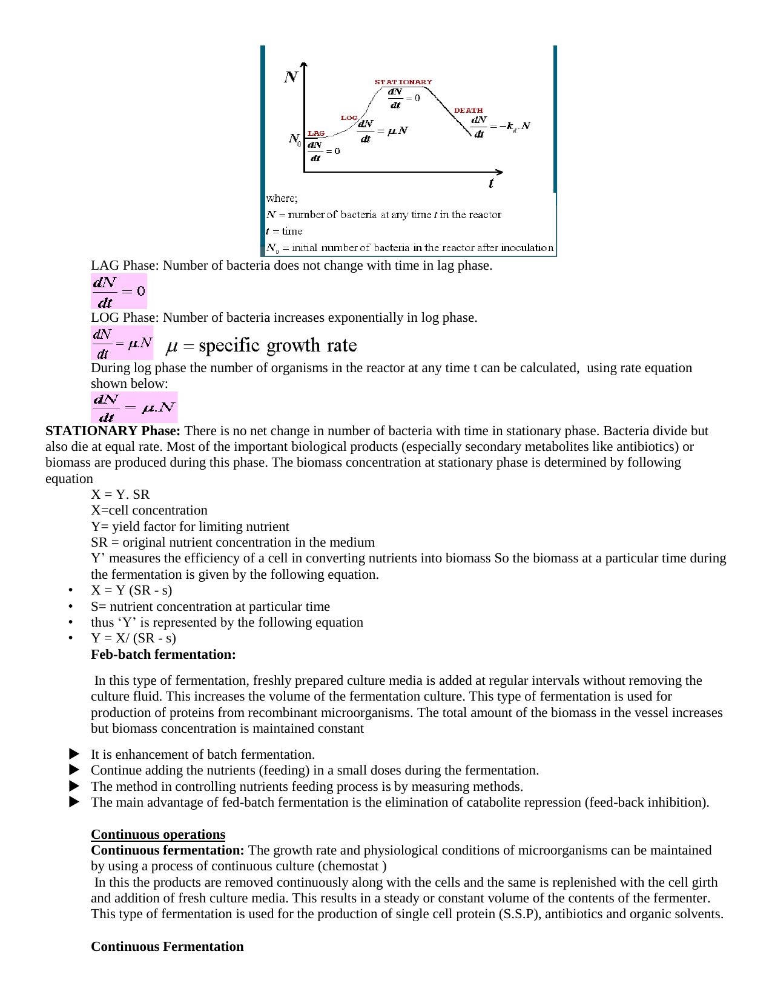 N
STATIONARY
dN/dt = 0
DEATH
dN/dt = −k_d.N
LOG
dN/dt = μ.N
LAG
N₀
dN/dt = 0
t
where;
N = number of bacteria at any time t in the reactor
t = time
N₀ = initial number of bacteria in the reactor after inoculation
LAG Phase: Number of bacteria does not change with time in lag phase.
dN/dt = 0
LOG Phase: Number of bacteria increases exponentially in log phase.
dN/dt = μ.N μ = specific growth rate
During log phase the number of organisms in the reactor at any time t can be calculated,  using rate equation
shown below:
dN/dt = μ.N
STATIONARY Phase: There is no net change in number of bacteria with time in stationary phase. Bacteria divide but
also die at equal rate. Most of the important biological products (especially secondary metabolites like antibiotics) or
biomass are produced during this phase. The biomass concentration at stationary phase is determined by following
equation
X = Y. SR
X=cell concentration
Y= yield factor for limiting nutrient
SR = original nutrient concentration in the medium
Y’ measures the efficiency of a cell in converting nutrients into biomass So the biomass at a particular time during
the fermentation is given by the following equation.
• X = Y (SR - s)
• S= nutrient concentration at particular time
• thus ‘Y’ is represented by the following equation
• Y = X/ (SR - s)
Feb-batch fermentation:
In this type of fermentation, freshly prepared culture media is added at regular intervals without removing the
culture fluid. This increases the volume of the fermentation culture. This type of fermentation is used for
production of proteins from recombinant microorganisms. The total amount of the biomass in the vessel increases
but biomass concentration is maintained constant
▶ It is enhancement of batch fermentation.
▶ Continue adding the nutrients (feeding) in a small doses during the fermentation.
▶ The method in controlling nutrients feeding process is by measuring methods.
▶ The main advantage of fed-batch fermentation is the elimination of catabolite repression (feed-back inhibition).
Continuous operations
Continuous fermentation: The growth rate and physiological conditions of microorganisms can be maintained
by using a process of continuous culture (chemostat )
In this the products are removed continuously along with the cells and the same is replenished with the cell girth
and addition of fresh culture media. This results in a steady or constant volume of the contents of the fermenter.
This type of fermentation is used for the production of single cell protein (S.S.P), antibiotics and organic solvents.
Continuous Fermentation